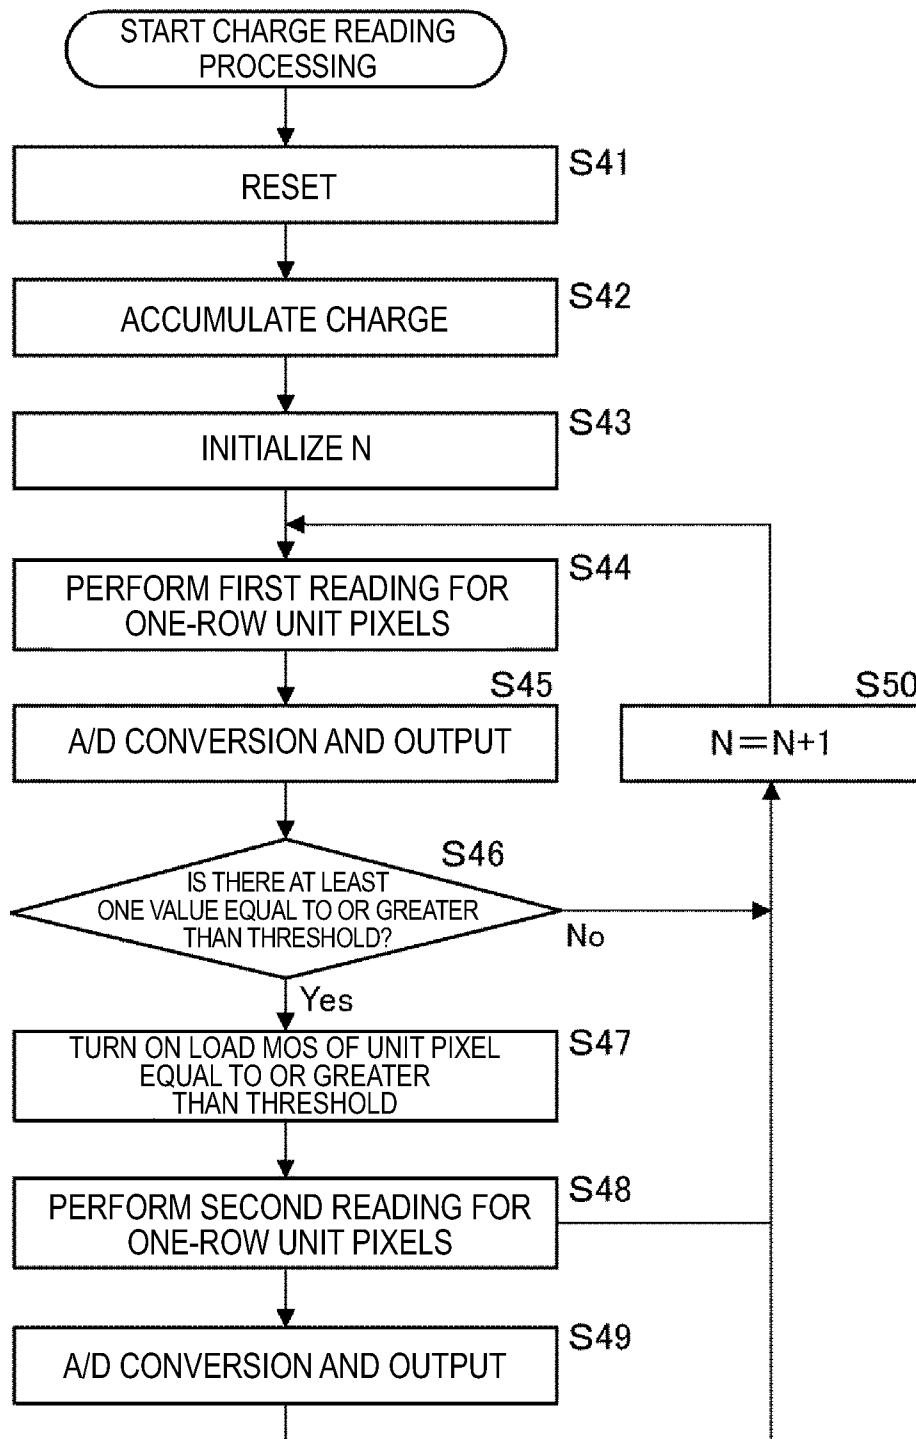 START CHARGE READING
PROCESSING
S41
RESET
S42
ACCUMULATE CHARGE
S43
INITIALIZE N
S44
PERFORM FIRST READING FOR
ONE-ROW UNIT PIXELS
S45
A/D CONVERSION AND OUTPUT
S50
N=N+1
S46
IS THERE AT LEAST
ONE VALUE EQUAL TO OR GREATER
THAN THRESHOLD?
No
Yes
S47
TURN ON LOAD MOS OF UNIT PIXEL
EQUAL TO OR GREATER
THAN THRESHOLD
S48
PERFORM SECOND READING FOR
ONE-ROW UNIT PIXELS
S49
A/D CONVERSION AND OUTPUT